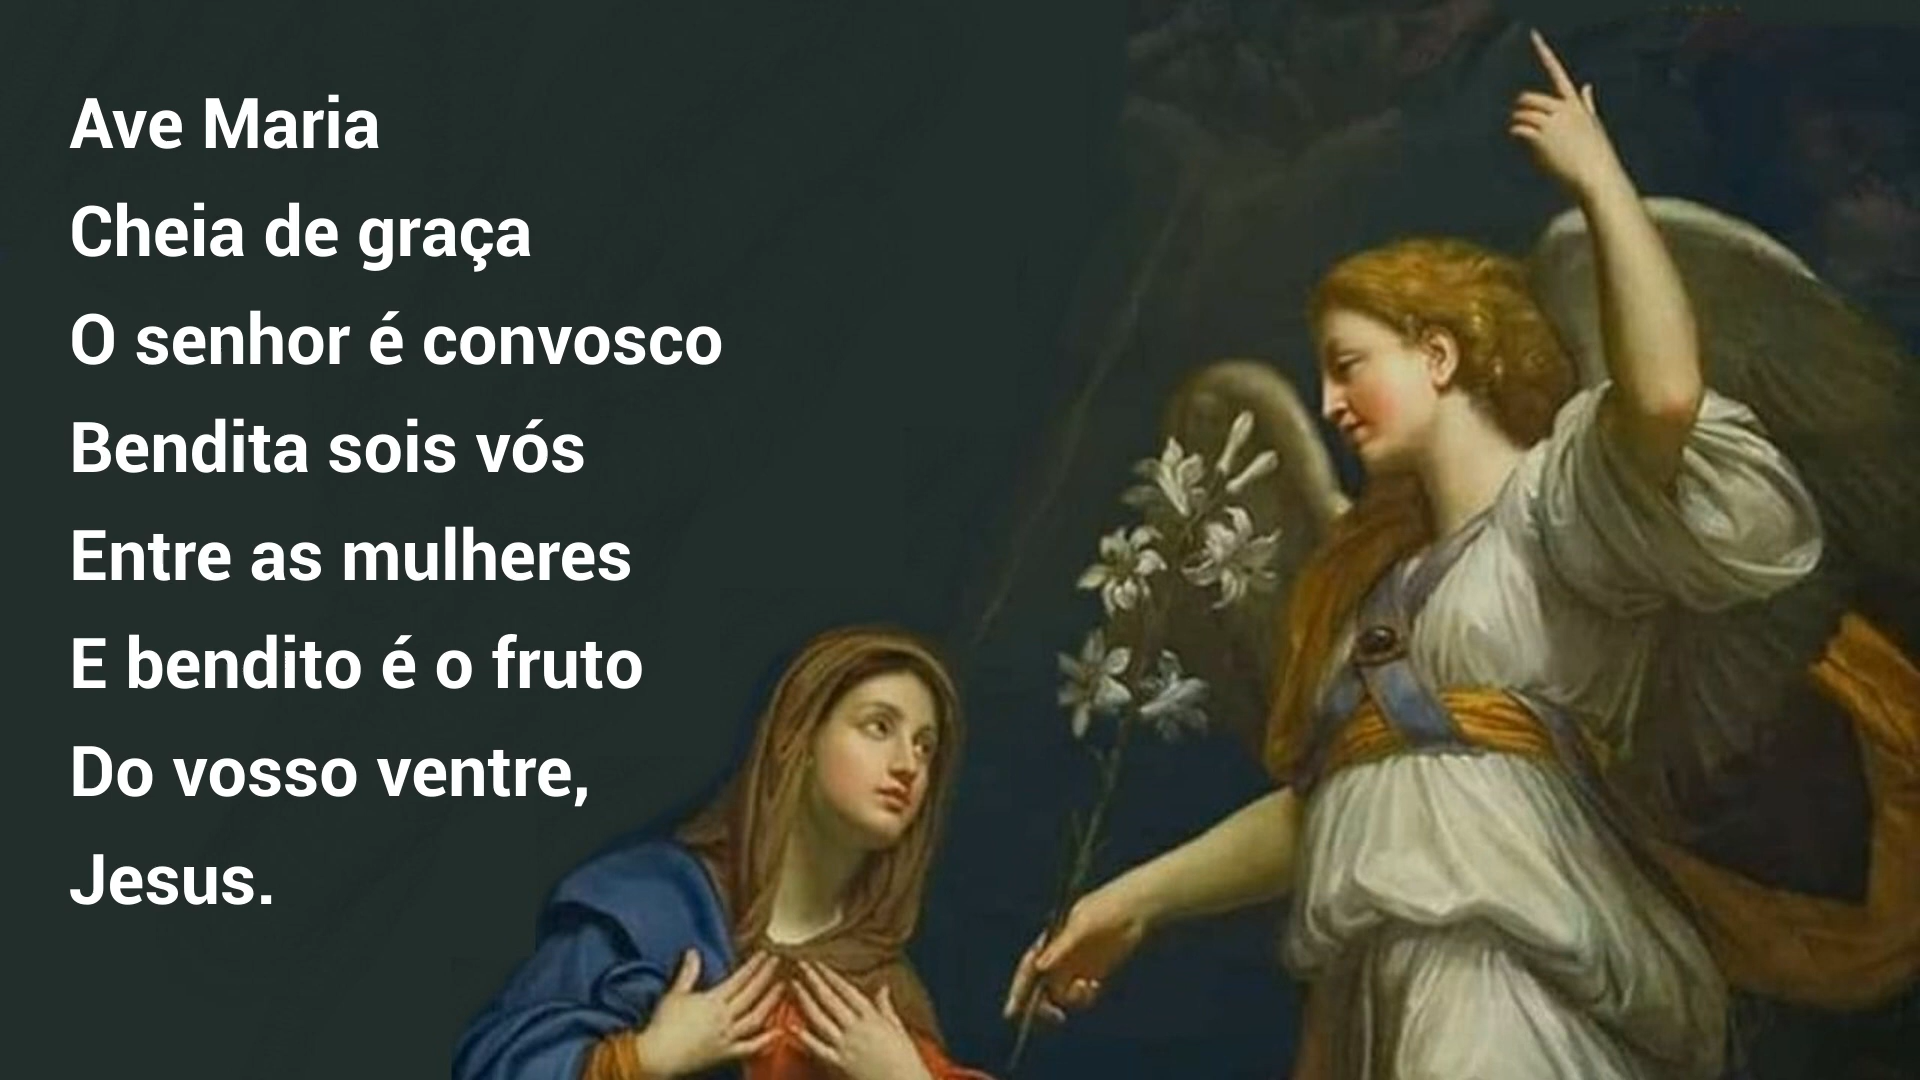 Ave Maria
Cheia de graça
O senhor é convosco
Bendita sois vós
Entre as mulheres
E bendito é o fruto
Do vosso ventre,
Jesus.